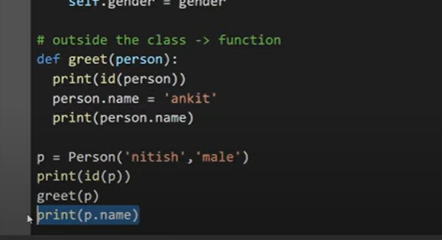 self.gender = gender
# outside the class -> function
def greet(person):
  print(id(person))
  person.name = 'ankit'
  print(person.name)
p = Person('nitish','male')
print(id(p))
greet(p)
print(p.name)